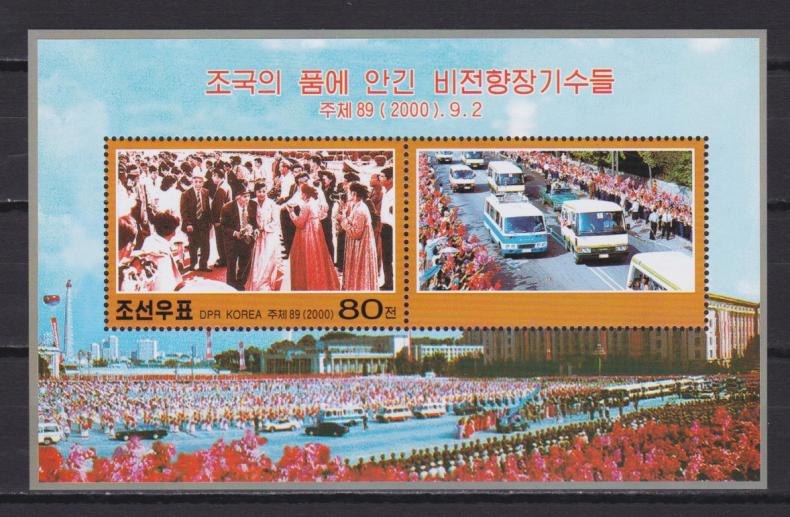 조국의 품에 안긴 비전향장기수들
주체 89 (2000). 9. 2
조선우표 DPR KOREA 주체 89 (2000) 80전